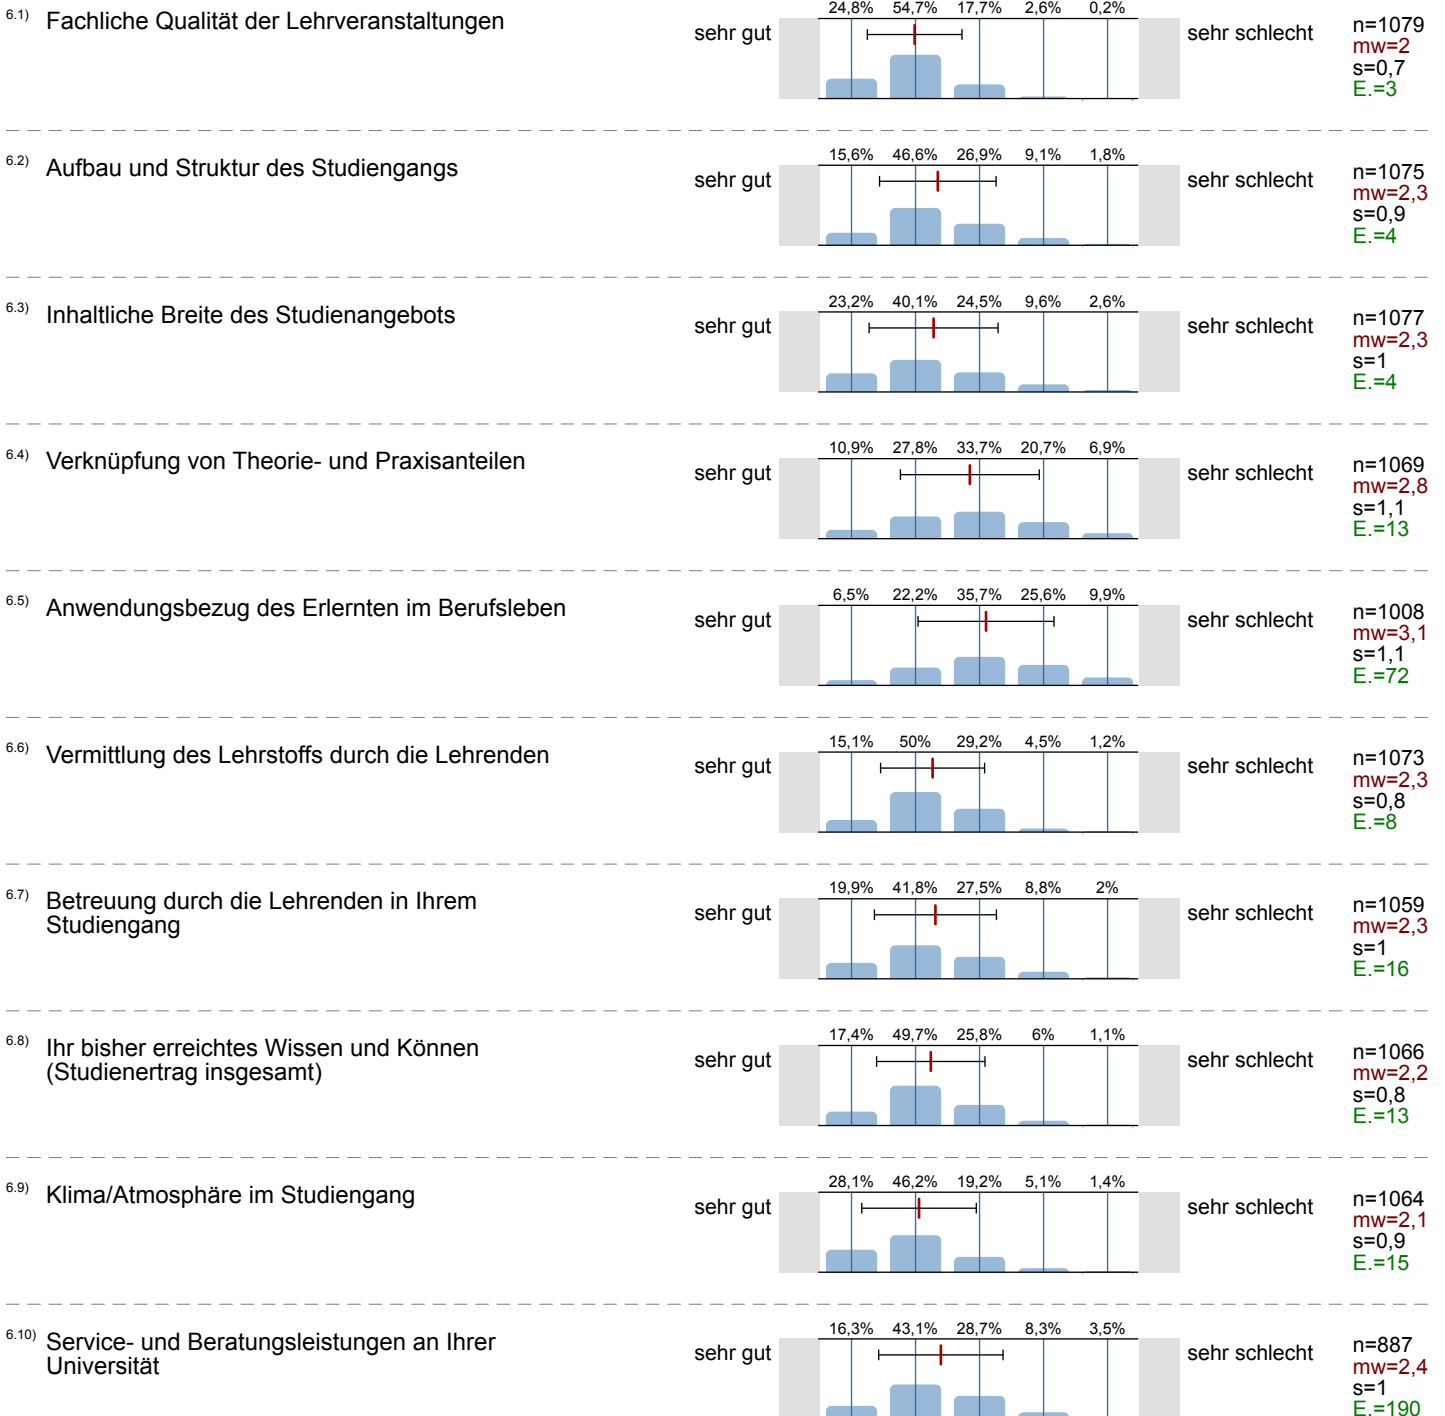 6.1) Fachliche Qualität der Lehrveranstaltungen
24,8% 54,7% 17,7% 2,6% 0,2%
sehr gut sehr schlecht
n=1079
mw=2
s=0,7
E.=3
6.2) Aufbau und Struktur des Studiengangs
15,6% 46,6% 26,9% 9,1% 1,8%
sehr gut sehr schlecht
n=1075
mw=2,3
s=0,9
E.=4
6.3) Inhaltliche Breite des Studienangebots
23,2% 40,1% 24,5% 9,6% 2,6%
sehr gut sehr schlecht
n=1077
mw=2,3
s=1
E.=4
6.4) Verknüpfung von Theorie- und Praxisanteilen
10,9% 27,8% 33,7% 20,7% 6,9%
sehr gut sehr schlecht
n=1069
mw=2,8
s=1,1
E.=13
6.5) Anwendungsbezug des Erlernten im Berufsleben
6,5% 22,2% 35,7% 25,6% 9,9%
sehr gut sehr schlecht
n=1008
mw=3,1
s=1,1
E.=72
6.6) Vermittlung des Lehrstoffs durch die Lehrenden
15,1% 50% 29,2% 4,5% 1,2%
sehr gut sehr schlecht
n=1073
mw=2,3
s=0,8
E.=8
6.7) Betreuung durch die Lehrenden in Ihrem
Studiengang
19,9% 41,8% 27,5% 8,8% 2%
sehr gut sehr schlecht
n=1059
mw=2,3
s=1
E.=16
6.8) Ihr bisher erreichtes Wissen und Können
(Studienertrag insgesamt)
17,4% 49,7% 25,8% 6% 1,1%
sehr gut sehr schlecht
n=1066
mw=2,2
s=0,8
E.=13
6.9) Klima/Atmosphäre im Studiengang
28,1% 46,2% 19,2% 5,1% 1,4%
sehr gut sehr schlecht
n=1064
mw=2,1
s=0,9
E.=15
6.10) Service- und Beratungsleistungen an Ihrer
Universität
16,3% 43,1% 28,7% 8,3% 3,5%
sehr gut sehr schlecht
n=887
mw=2,4
s=1
E.=190